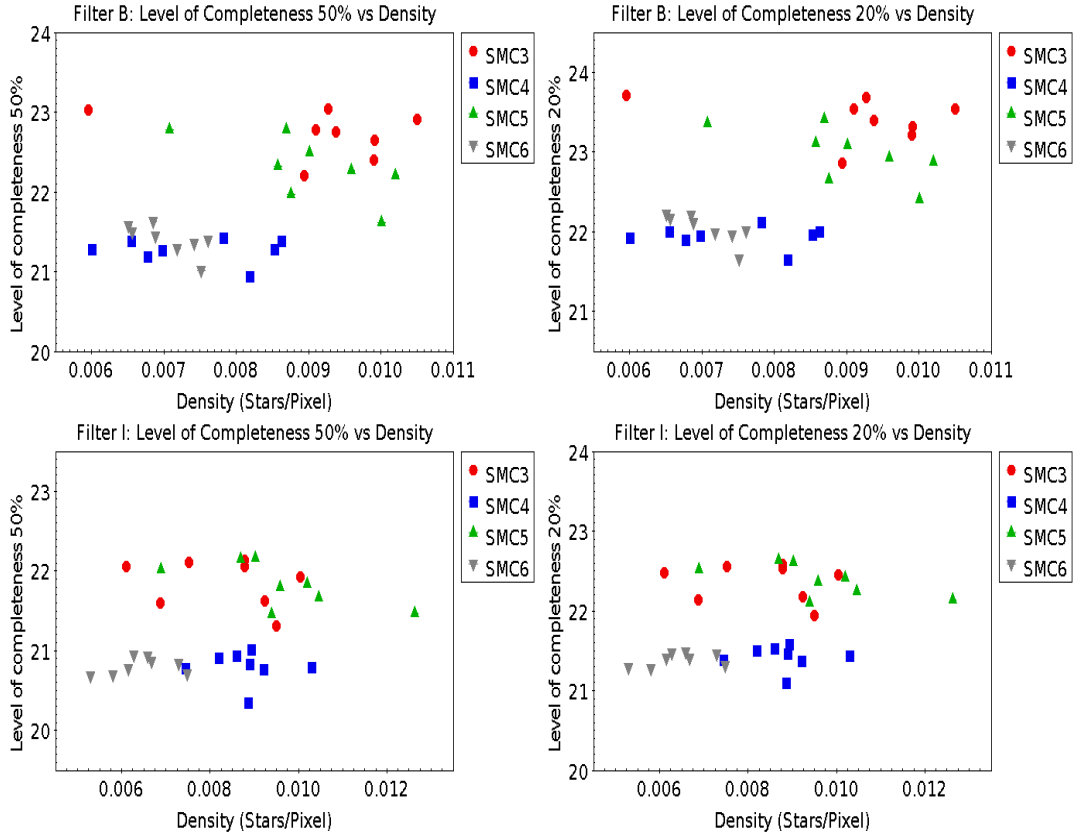 Filter B: Level of Completeness 50% vs Density
24
23
22
21
20
Level of completeness 50%
0.006 0.007 0.008 0.009 0.010 0.011
Density (Stars/Pixel)
SMC3
SMC4
SMC5
SMC6
Filter B: Level of Completeness 20% vs Density
24
23
22
21
Level of completeness 20%
0.006 0.007 0.008 0.009 0.010 0.011
Density (Stars/Pixel)
SMC3
SMC4
SMC5
SMC6
Filter I: Level of Completeness 50% vs Density
23
22
21
20
Level of completeness 50%
0.006 0.008 0.010 0.012
Density (Stars/Pixel)
SMC3
SMC4
SMC5
SMC6
Filter I: Level of Completeness 20% vs Density
24
23
22
21
20
Level of completeness 20%
0.006 0.008 0.010 0.012
Density (Stars/Pixel)
SMC3
SMC4
SMC5
SMC6